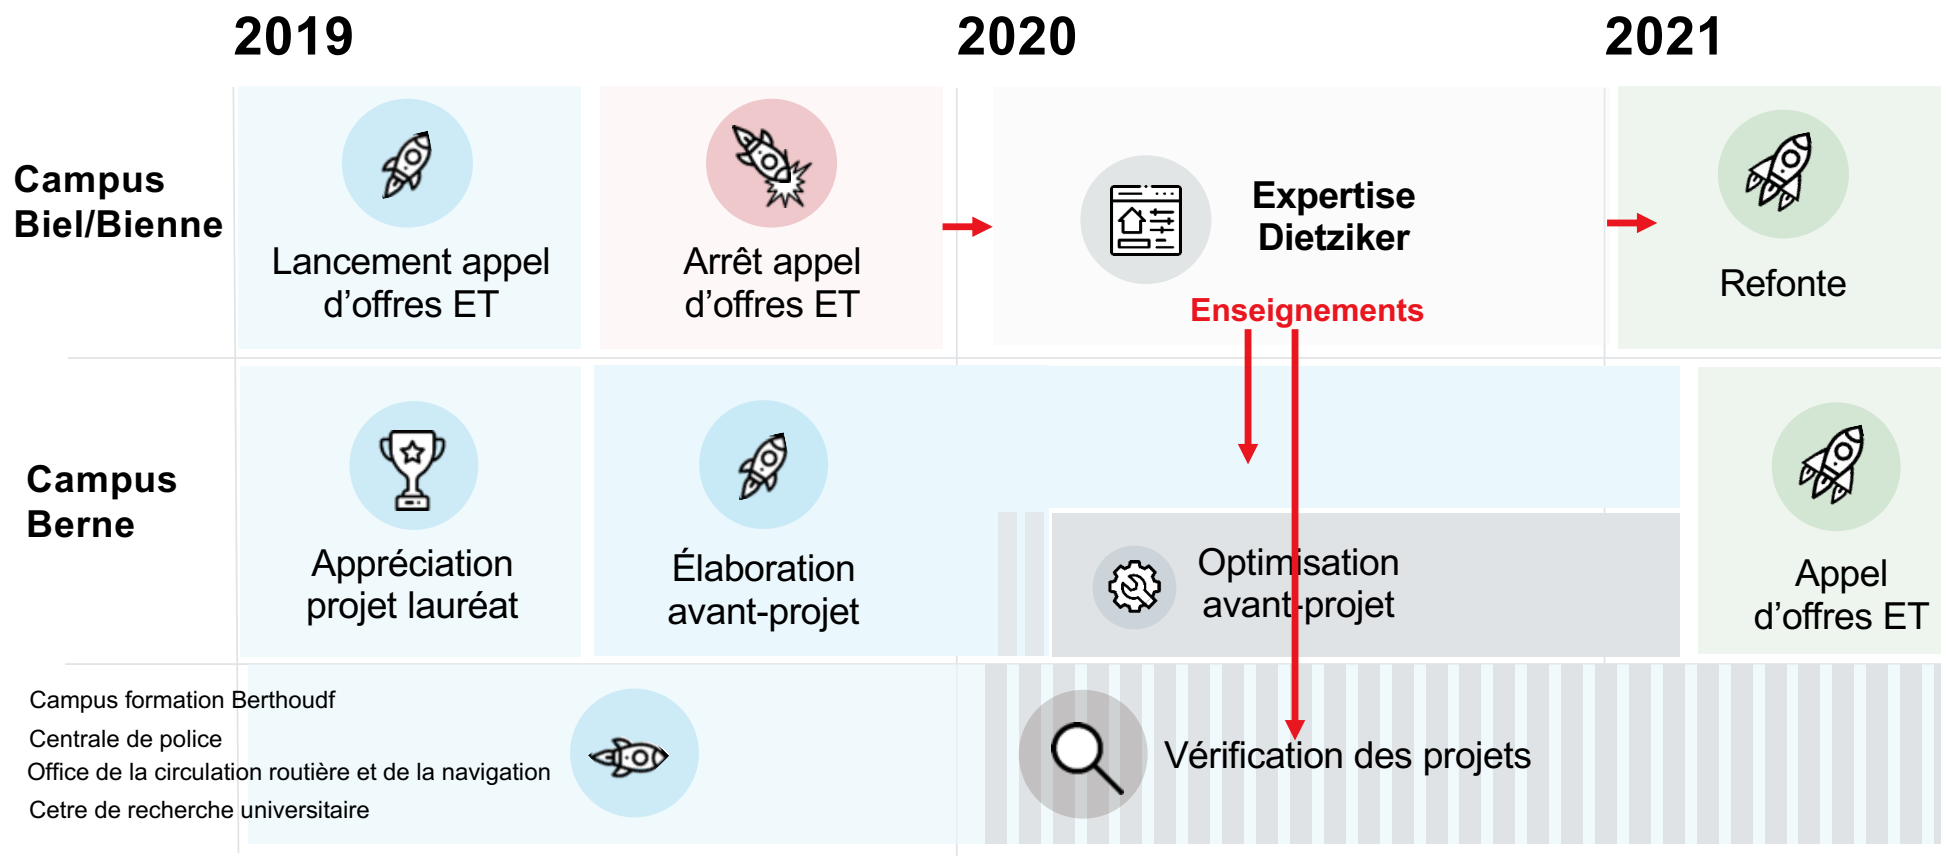 2019
2020
2021
Campus
Biel/Bienne
Lancement appel
d’offres ET
Arrêt appel
d’offres ET
Expertise
Dietziker
Enseignements
Refonte
Campus
Berne
Appréciation
projet lauréat
Élaboration
avant-projet
Optimisation
avant-projet
Appel
d’offres ET
Campus formation Berthoudf
Centrale de police
Office de la circulation routière et de la navigation
Cetre de recherche universitaire
Vérification des projets